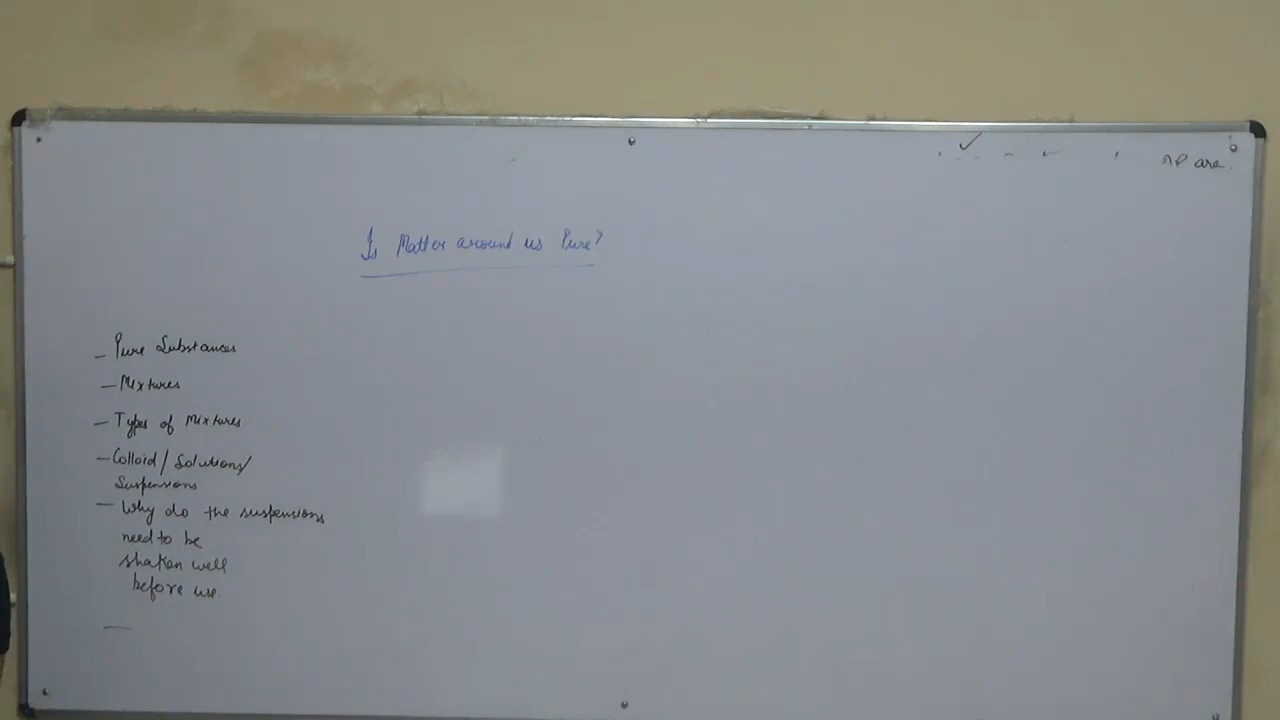 are.
Is Matter around us Pure?
- Pure Substances
- Mixtures
- Types of Mixtures
- Colloid / Solutions/
Suspensions
- Why do the suspensions
need to be
shaken well
before use.
-